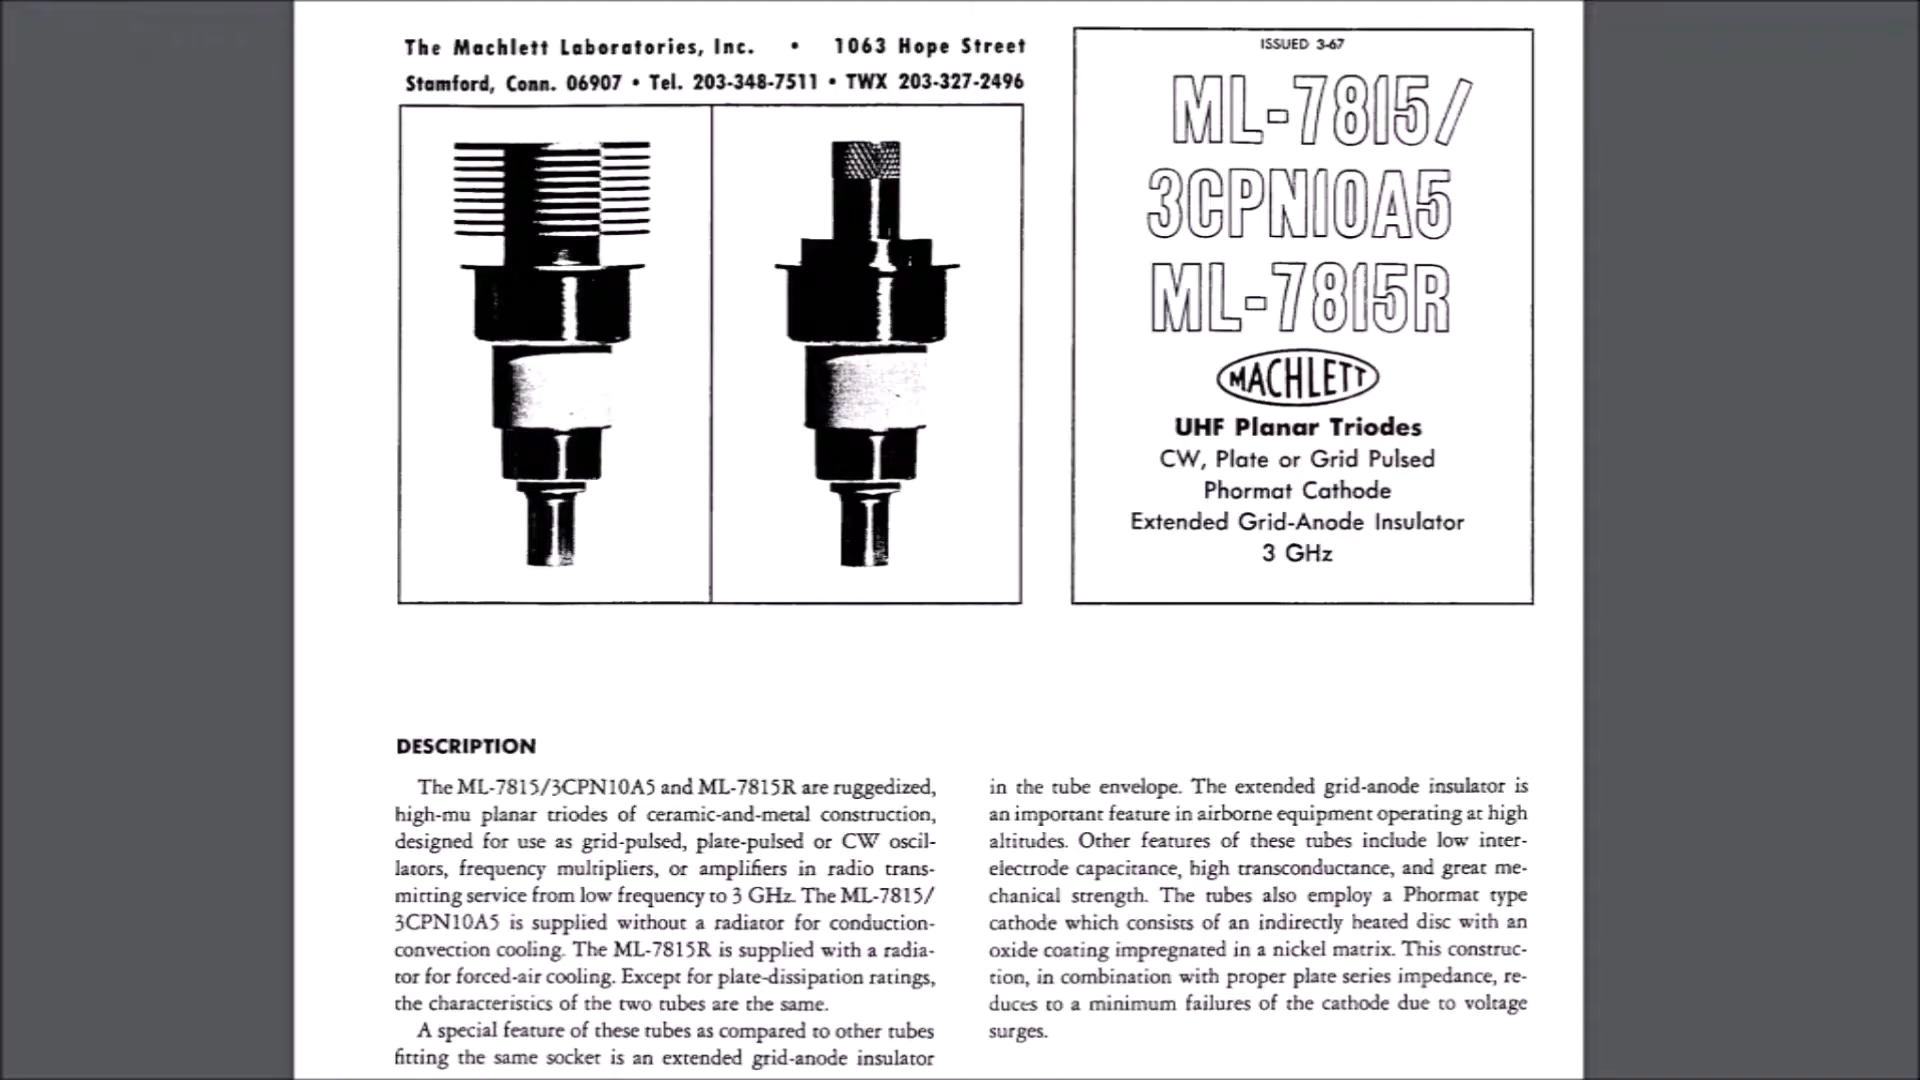 The Machlett Laboratories, Inc. • 1063 Hope Street
Stamford, Conn. 06907 • Tel. 203-348-7511 • TWX 203-327-2496
ISSUED 3-67
ML-7815/
3CPN10A5
ML-7815R
MACHLETT
UHF Planar Triodes
CW, Plate or Grid Pulsed
Phormat Cathode
Extended Grid-Anode Insulator
3 GHz
DESCRIPTION
The ML-7815/3CPN10A5 and ML-7815R are ruggedized,
high-mu planar triodes of ceramic-and-metal construction,
designed for use as grid-pulsed, plate-pulsed or CW oscil-
lators, frequency multipliers, or amplifiers in radio trans-
mitting service from low frequency to 3 GHz. The ML-7815/
3CPN10A5 is supplied without a radiator for conduction-
convection cooling. The ML-7815R is supplied with a radia-
tor for forced-air cooling. Except for plate-dissipation ratings,
the characteristics of the two tubes are the same.
A special feature of these tubes as compared to other tubes
fitting the same socket is an extended grid-anode insulator
in the tube envelope. The extended grid-anode insulator is
an important feature in airborne equipment operating at high
altitudes. Other features of these tubes include low inter-
electrode capacitance, high transconductance, and great me-
chanical strength. The tubes also employ a Phormat type
cathode which consists of an indirectly heated disc with an
oxide coating impregnated in a nickel matrix. This construc-
tion, in combination with proper plate series impedance, re-
duces to a minimum failures of the cathode due to voltage
surges.